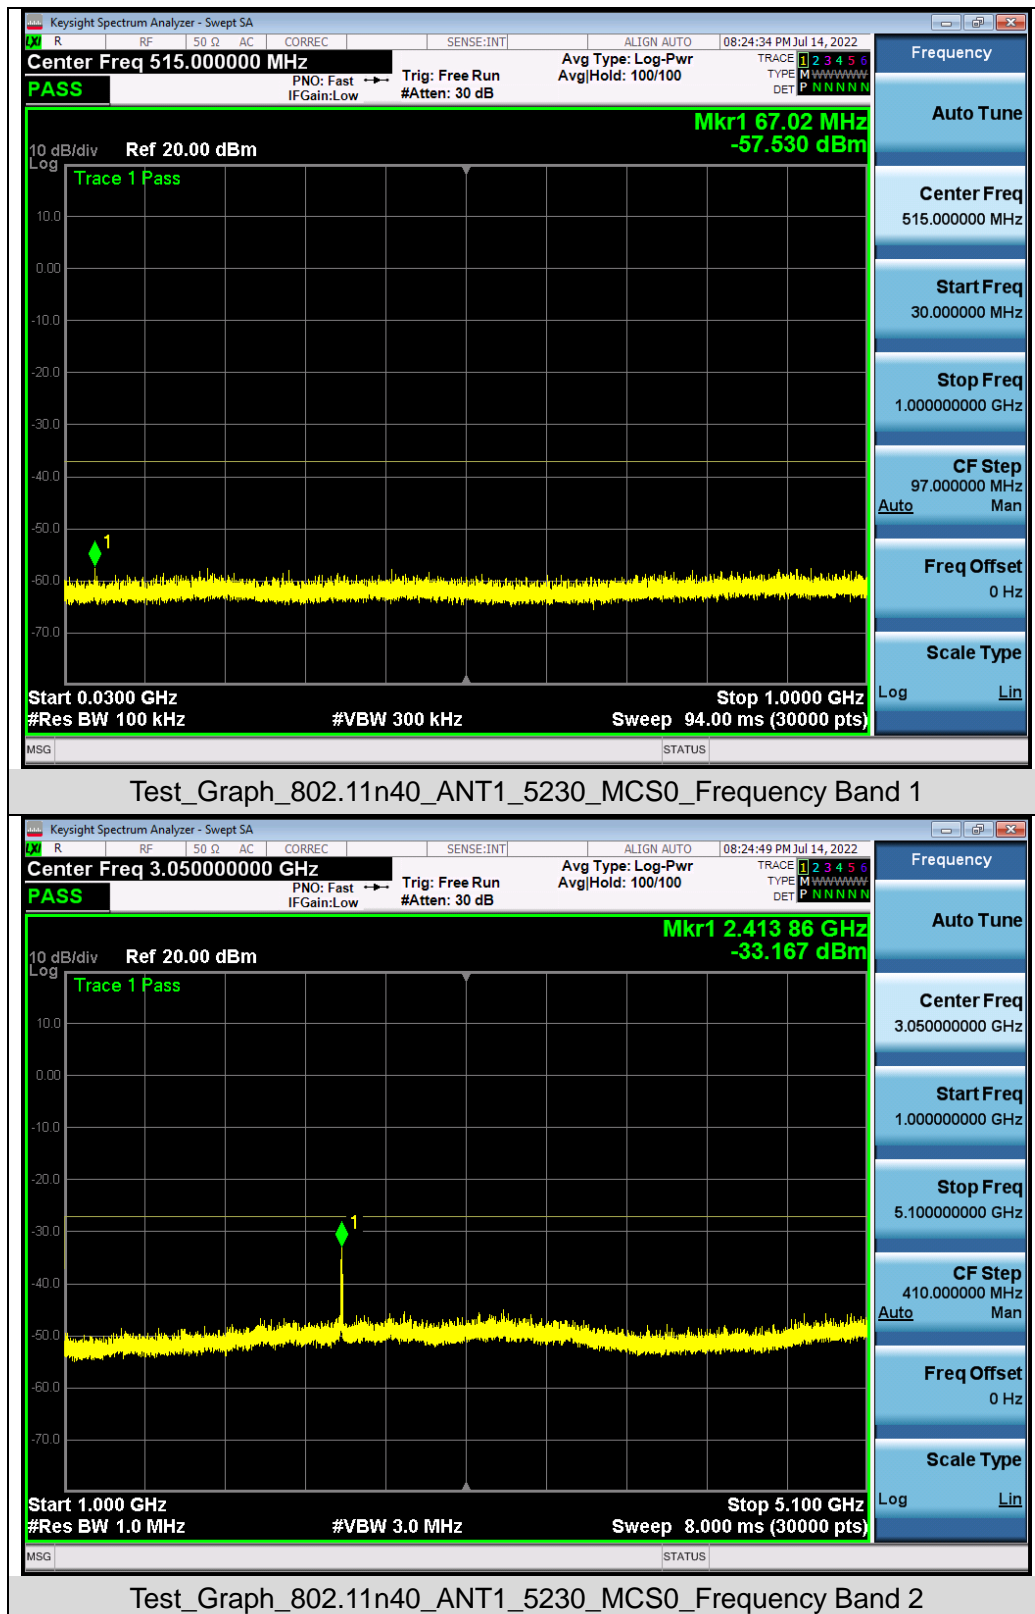 Keysight Spectrum Analyzer - Swept SA
LXI R RF 50 Ω AC CORREC SENSE:INT ALIGN AUTO 08:24:34 PM Jul 14, 2022
Center Freq 515.000000 MHz
PASS
PNO: Fast
IFGain:Low
Trig: Free Run
#Atten: 30 dB
Avg Type: Log-Pwr
Avg|Hold: 100/100
TRACE 1 2 3 4 5 6
TYPE M WWWWW
DET P N N N N N
Mkr1 67.02 MHz
-57.530 dBm
10 dB/div Ref 20.00 dBm
Log
Trace 1 Pass
10.0
0.00
-10.0
-20.0
-30.0
-40.0
-50.0
-60.0
-70.0
1
Start 0.0300 GHz Stop 1.0000 GHz
#Res BW 100 kHz #VBW 300 kHz Sweep 94.00 ms (30000 pts)
MSG STATUS
Frequency
Auto Tune
Center Freq
515.000000 MHz
Start Freq
30.000000 MHz
Stop Freq
1.000000000 GHz
CF Step
97.000000 MHz
Auto Man
Freq Offset
0 Hz
Scale Type
Log Lin
Test_Graph_802.11n40_ANT1_5230_MCS0_Frequency Band 1
Keysight Spectrum Analyzer - Swept SA
LXI R RF 50 Ω AC CORREC SENSE:INT ALIGN AUTO 08:24:49 PM Jul 14, 2022
Center Freq 3.050000000 GHz
PASS
PNO: Fast
IFGain:Low
Trig: Free Run
#Atten: 30 dB
Avg Type: Log-Pwr
Avg|Hold: 100/100
TRACE 1 2 3 4 5 6
TYPE M WWWWW
DET P N N N N N
Mkr1 2.413 86 GHz
-33.167 dBm
10 dB/div Ref 20.00 dBm
Log
Trace 1 Pass
10.0
0.00
-10.0
-20.0
-30.0
-40.0
-50.0
-60.0
-70.0
1
Start 1.000 GHz Stop 5.100 GHz
#Res BW 1.0 MHz #VBW 3.0 MHz Sweep 8.000 ms (30000 pts)
MSG STATUS
Frequency
Auto Tune
Center Freq
3.050000000 GHz
Start Freq
1.000000000 GHz
Stop Freq
5.100000000 GHz
CF Step
410.000000 MHz
Auto Man
Freq Offset
0 Hz
Scale Type
Log Lin
Test_Graph_802.11n40_ANT1_5230_MCS0_Frequency Band 2